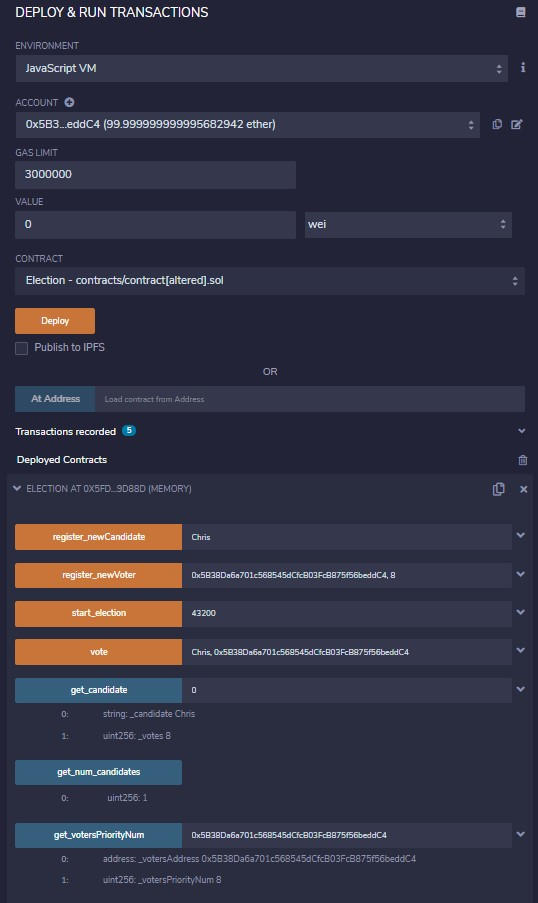 DEPLOY & RUN TRANSACTIONS
ENVIRONMENT
JavaScript VM
ACCOUNT
0x5B3...eddC4 (99.999999999995682942 ether)
GAS LIMIT
3000000
VALUE
0 wei
CONTRACT
Election - contracts/contract[altered].sol
Deploy
Publish to IPFS
OR
At Address Load contract from Address
Transactions recorded 5
Deployed Contracts
ELECTION AT 0X5FD...9D88D (MEMORY)
register_newCandidate Chris
register_newVoter 0x5B38Da6a701c568545dCfcB03FcB875f56beddC4, 8
start_election 43200
vote Chris, 0x5B38Da6a701c568545dCfcB03FcB875f56beddC4
get_candidate 0
0: string: _candidate Chris
1: uint256: _votes 8
get_num_candidates
0: uint256: 1
get_votersPriorityNum 0x5B38Da6a701c568545dCfcB03FcB875f56beddC4
0: address: _votersAddress 0x5B38Da6a701c568545dCfcB03FcB875f56beddC4
1: uint256: _votersPriorityNum 8